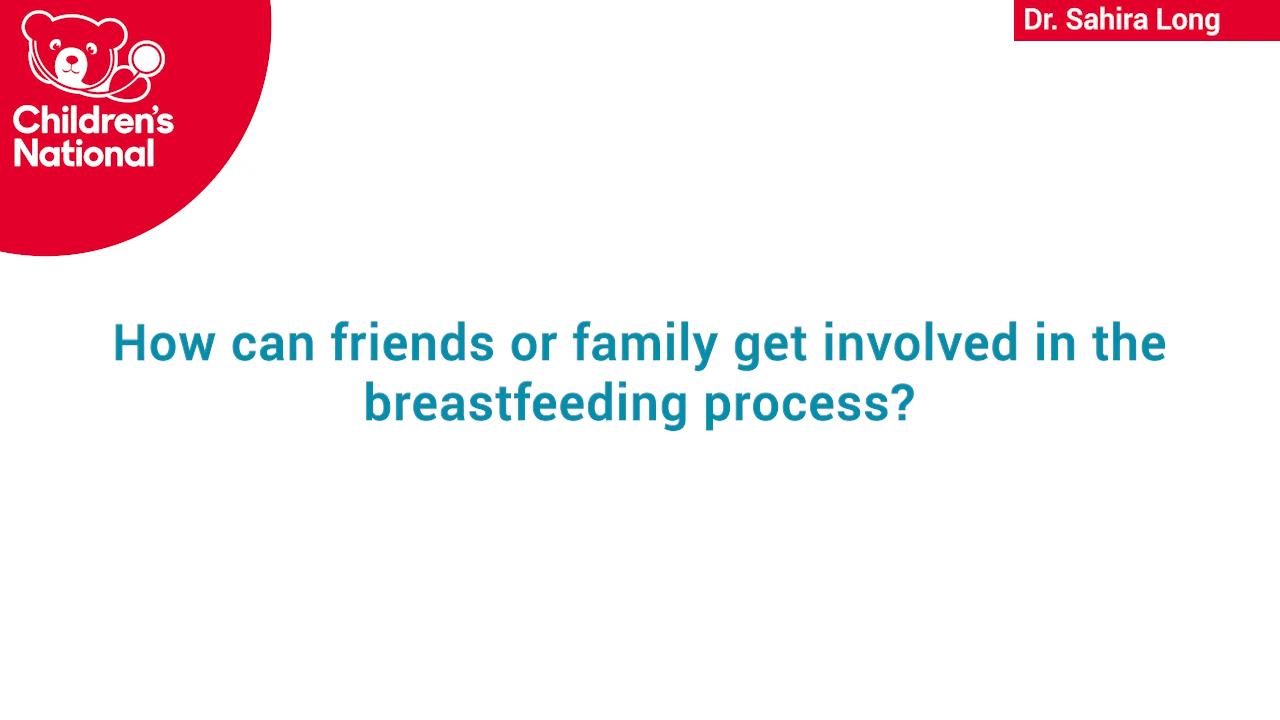 Dr. Sahira Long
Children's
National
How can friends or family get involved in the
breastfeeding process?